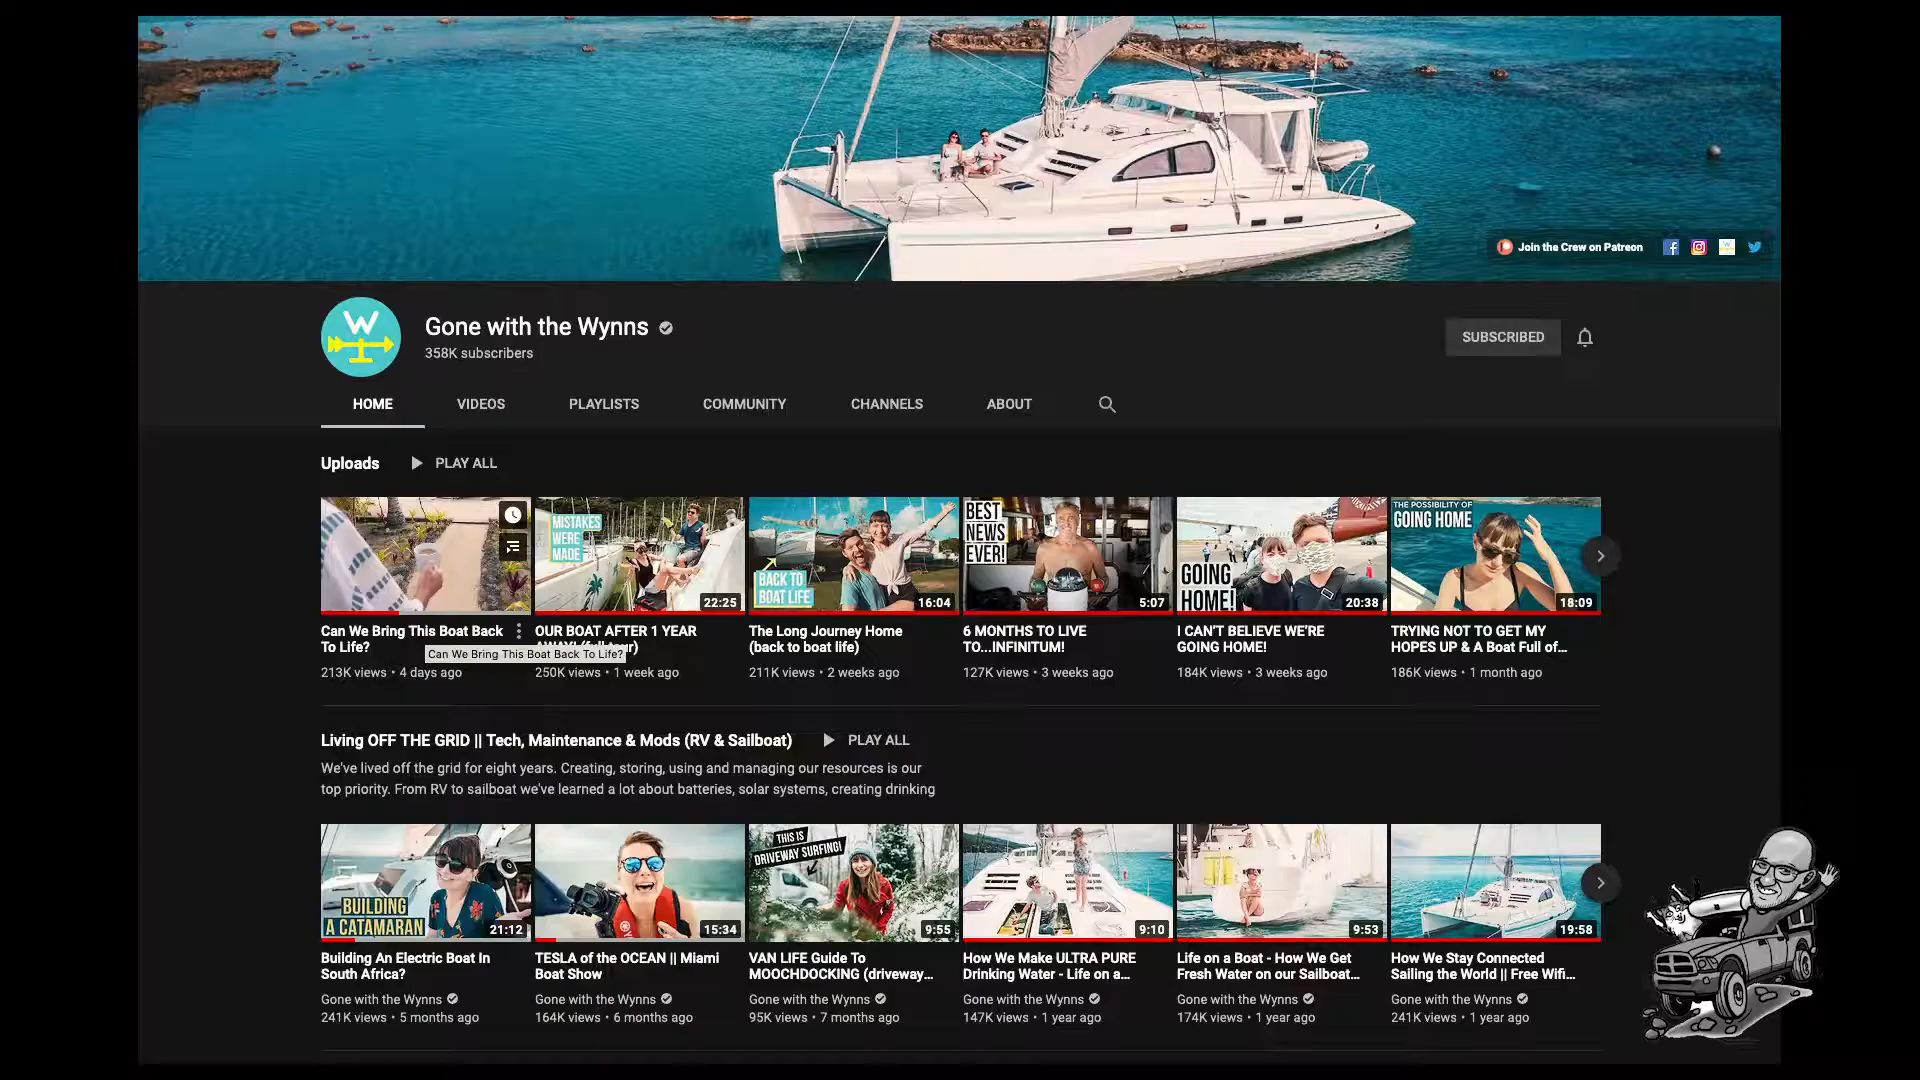 Join the Crew on Patreon
W
Gone with the Wynns
358K subscribers
SUBSCRIBED
HOME VIDEOS PLAYLISTS COMMUNITY CHANNELS ABOUT
Uploads PLAY ALL
MISTAKES
WERE
MADE
22:25
BACK TO
BOAT LIFE
16:04
BEST
NEWS
EVER!
5:07
GOING
HOME!
20:38
THE POSSIBILITY OF
GOING HOME
18:09
Can We Bring This Boat Back
To Life?
Can We Bring This Boat Back To Life?
213K views • 4 days ago
OUR BOAT AFTER 1 YEAR
250K views • 1 week ago
The Long Journey Home
(back to boat life)
211K views • 2 weeks ago
6 MONTHS TO LIVE
TO...INFINITUM!
127K views • 3 weeks ago
I CAN'T BELIEVE WE'RE
GOING HOME!
184K views • 3 weeks ago
TRYING NOT TO GET MY
HOPES UP & A Boat Full of...
186K views • 1 month ago
Living OFF THE GRID || Tech, Maintenance & Mods (RV & Sailboat) PLAY ALL
We've lived off the grid for eight years. Creating, storing, using and managing our resources is our
top priority. From RV to sailboat we've learned a lot about batteries, solar systems, creating drinking
BUILDING
A CATAMARAN
21:12
15:34
THIS IS
DRIVEWAY SURFING!
9:55
9:10
9:53
19:58
Building An Electric Boat In
South Africa?
Gone with the Wynns
241K views • 5 months ago
TESLA of the OCEAN || Miami
Boat Show
Gone with the Wynns
164K views • 6 months ago
VAN LIFE Guide To
MOOCHDOCKING (driveway...
Gone with the Wynns
95K views • 7 months ago
How We Make ULTRA PURE
Drinking Water - Life on a...
Gone with the Wynns
147K views • 1 year ago
Life on a Boat - How We Get
Fresh Water on our Sailboat...
Gone with the Wynns
174K views • 1 year ago
How We Stay Connected
Sailing the World || Free Wifi...
Gone with the Wynns
241K views • 1 year ago